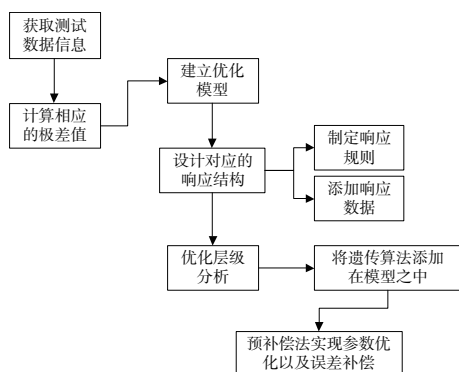 获取测试
数据信息
计算相应
的极差值
建立优化
模型
设计对应的
响应结构
制定响应
规则
添加响应
数据
优化层级
分析
将遗传算法添加
在模型之中
预补偿法实现参数优
化以及误差补偿